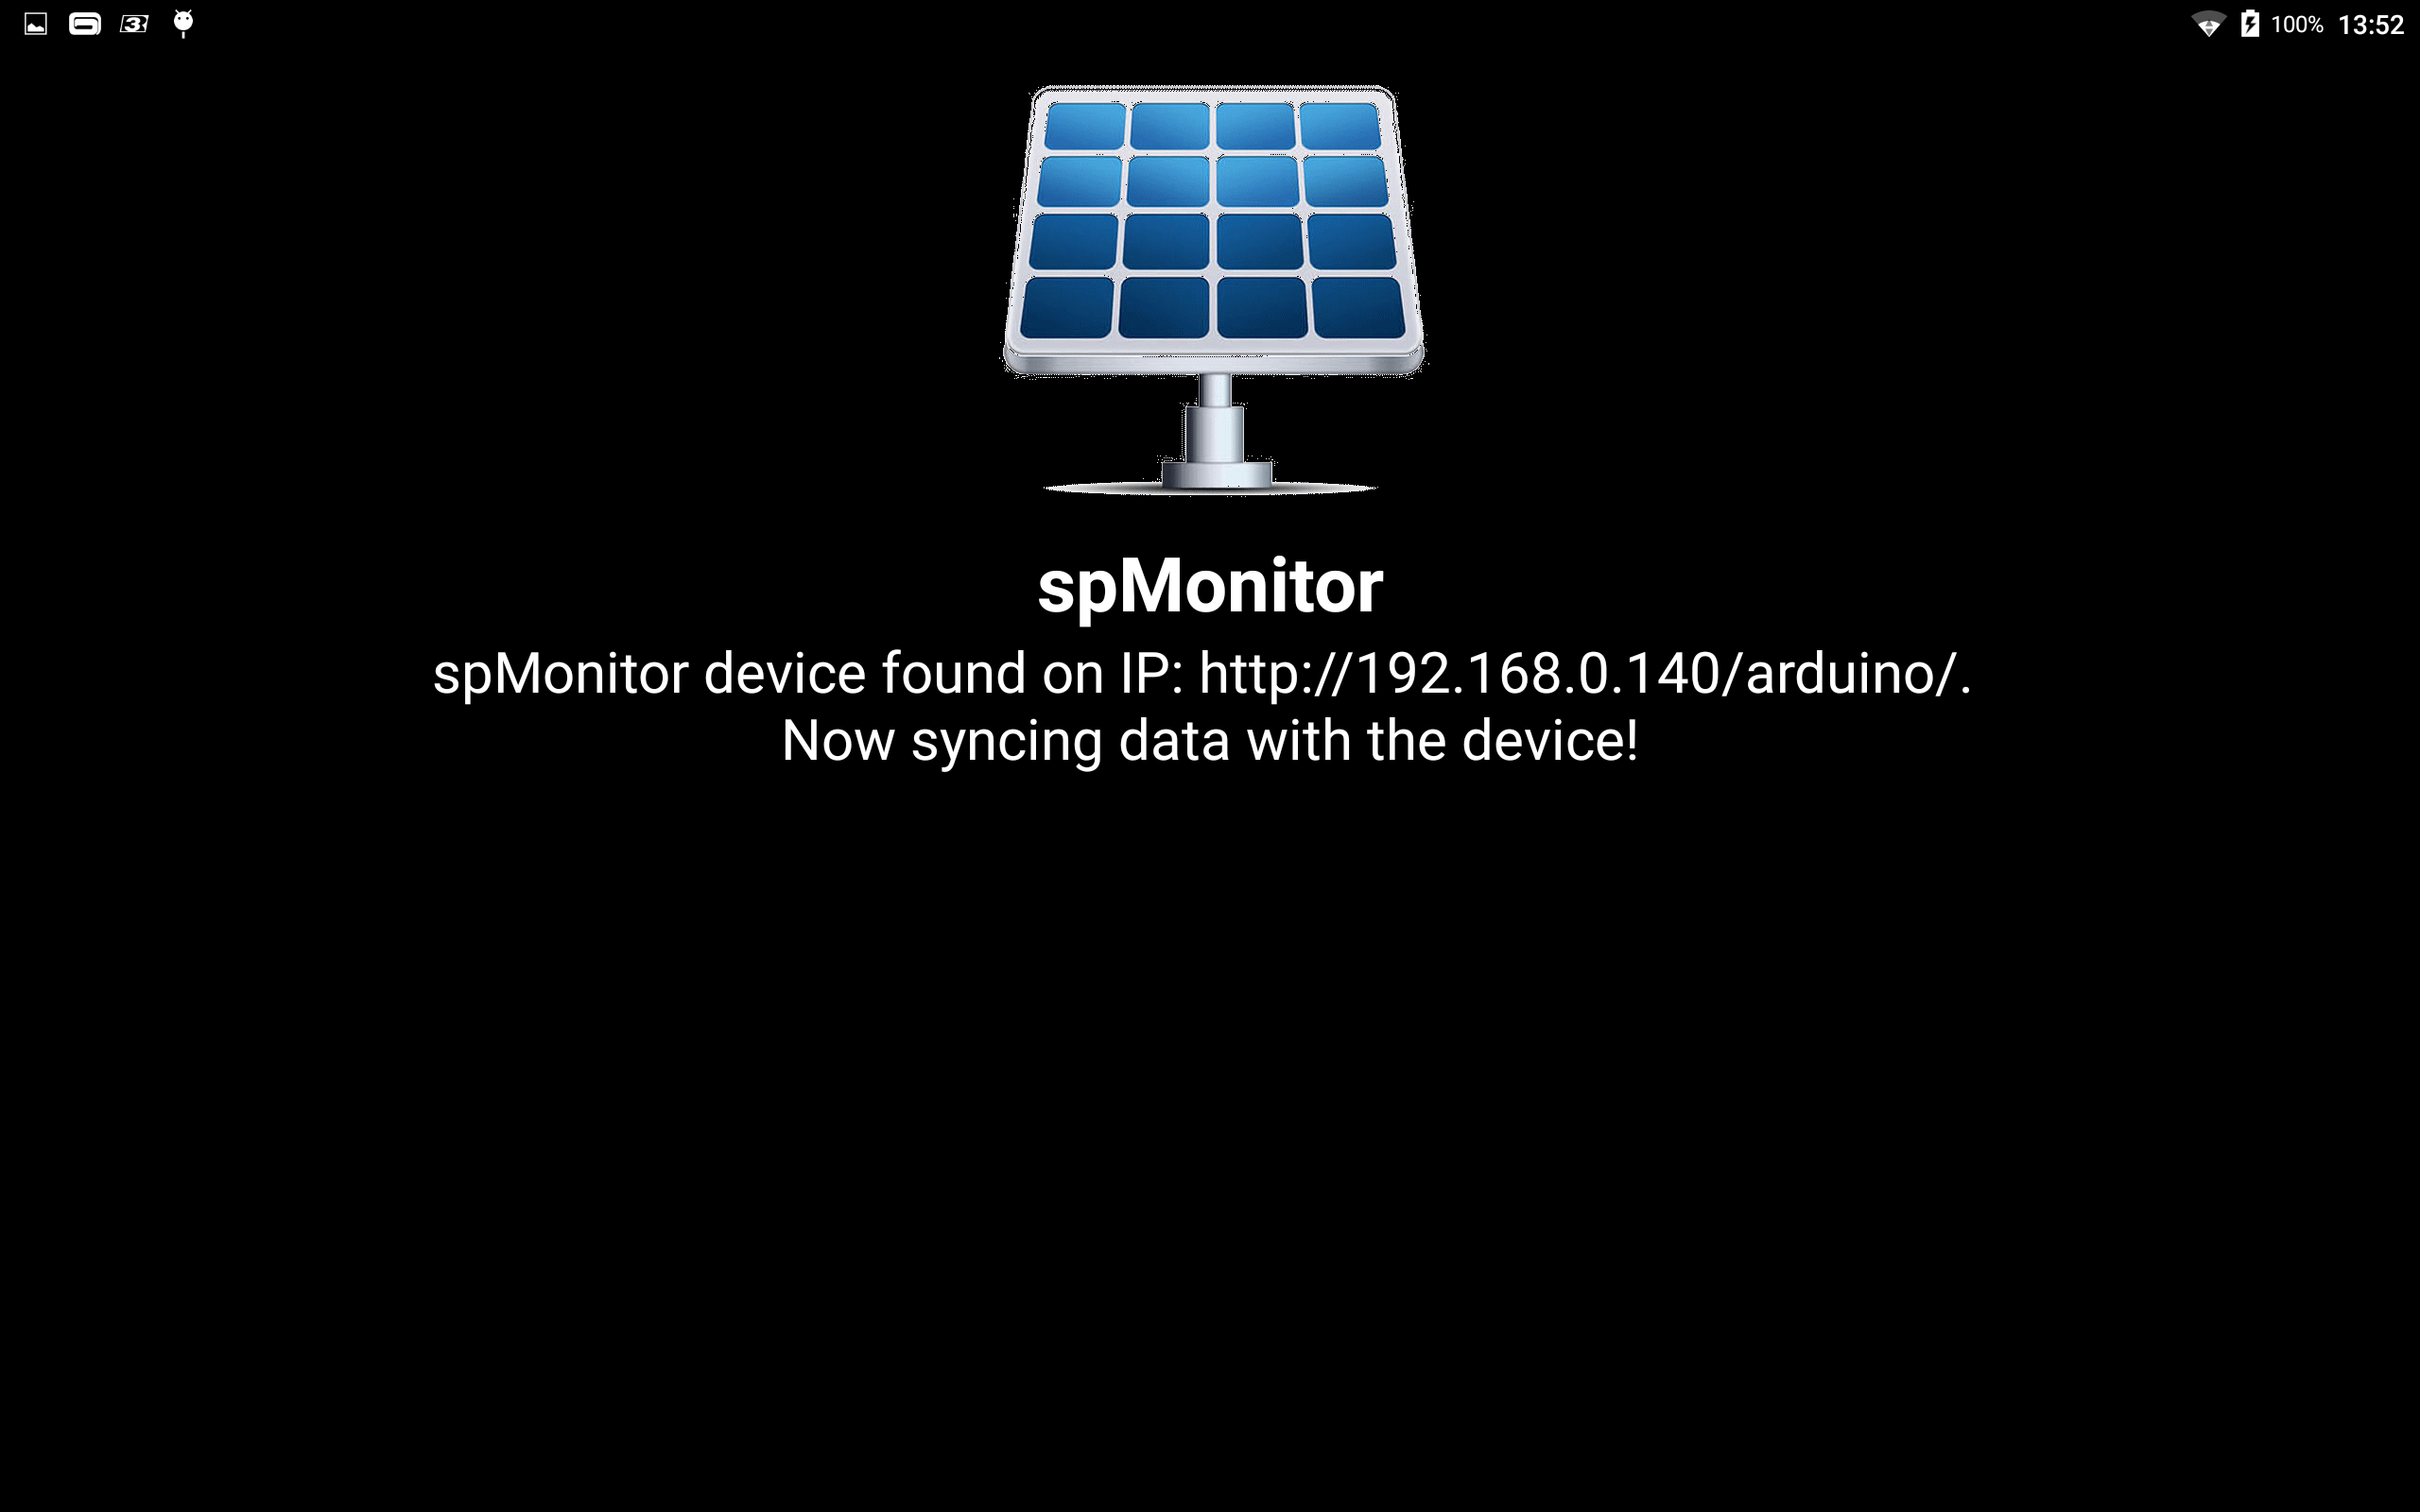 100% 13:52
spMonitor
spMonitor device found on IP: http://192.168.0.140/arduino/.
Now syncing data with the device!